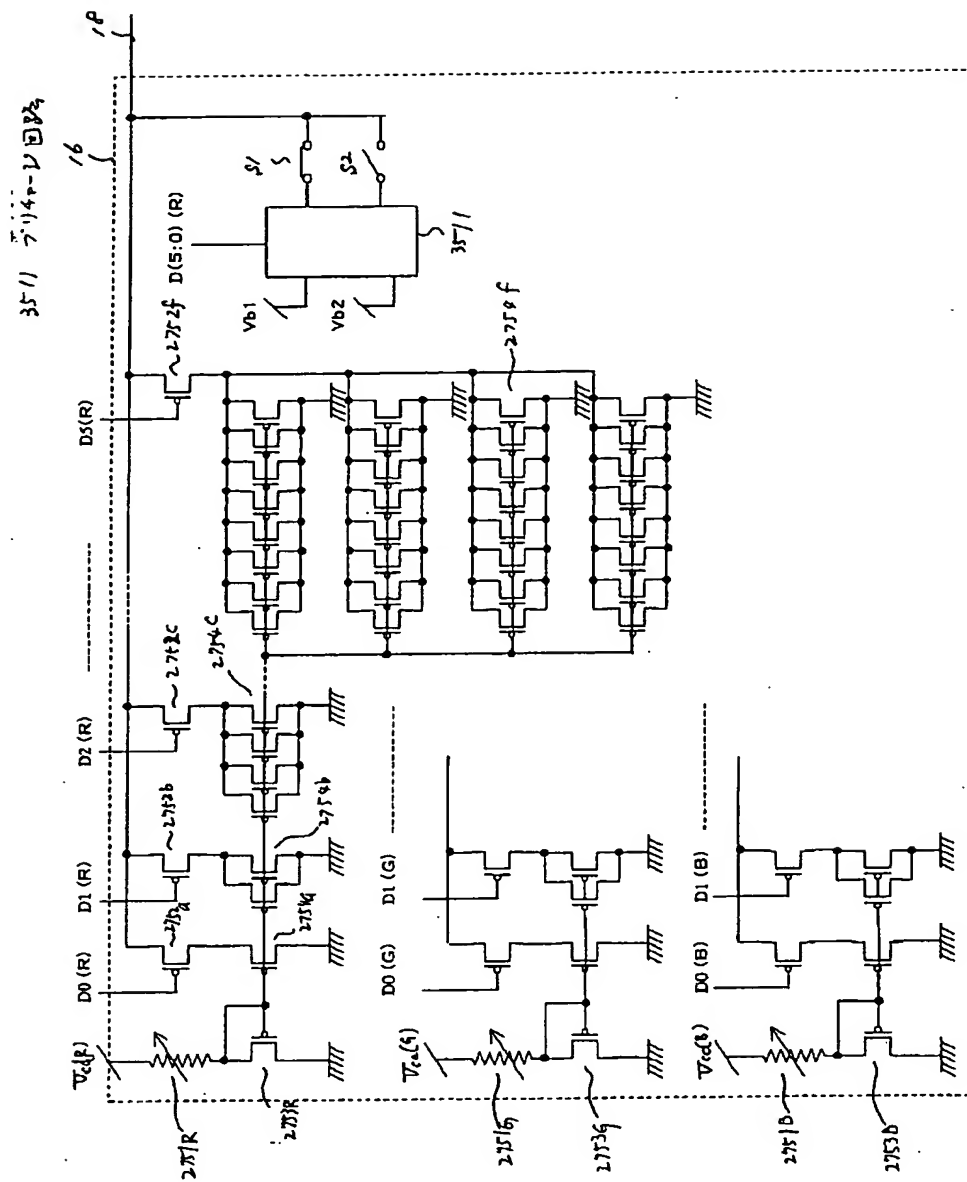 3511 プリチャージ回路
18
16
D5(R)
2752f
D(5:0)(R)
S1
S2
Vb1
Vb2
3511
D2(R)
2752c
2754c
2754f
D1(R)
2752b
2754b
D0(R)
2752a
2754a
Vcc(R)
2751R
2753R
D1(G)
D0(G)
Vcc(G)
2751G
2753G
D1(B)
D0(B)
Vcc(B)
2751B
2753B